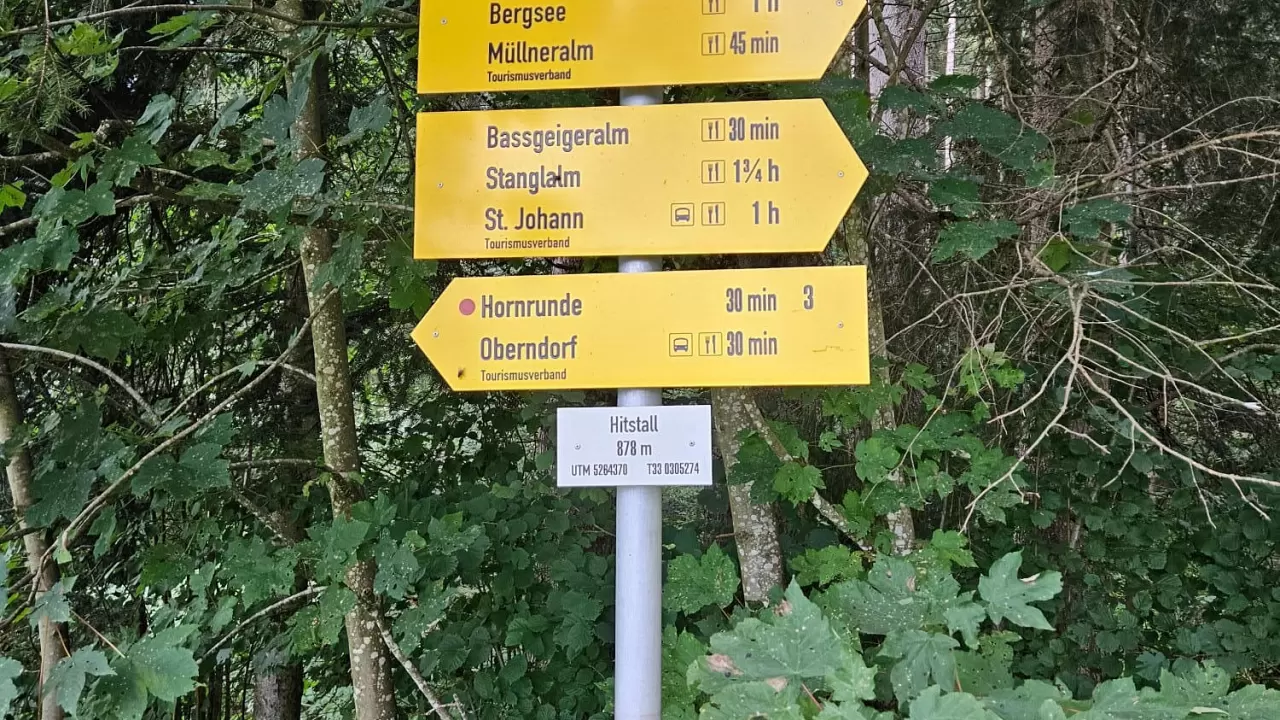 Bergsee 1 h
Müllneralm 45 min
Tourismusverband
Bassgeigeralm 30 min
Stanglalm 1¾ h
St. Johann 1 h
Tourismusverband
Hornrunde 30 min 3
Oberndorf 30 min
Tourismusverband
Hitstall
878 m
UTM 5264370 T33 0305274